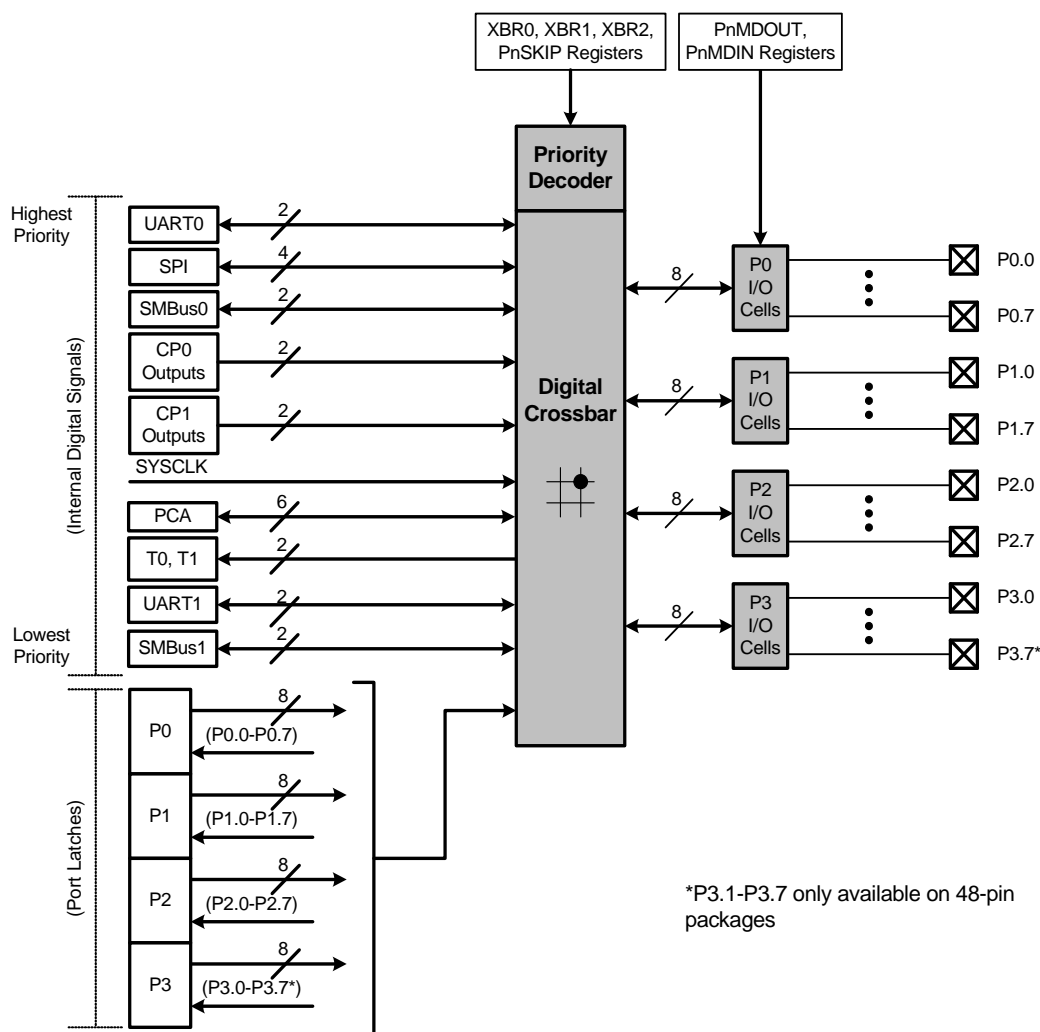 XBR0, XBR1, XBR2,
PnSKIP Registers
PnMDOUT,
PnMDIN Registers
Priority
Decoder
Highest
Priority
UART0
2
SPI
4
SMBus0
2
CP0
Outputs
2
CP1
Outputs
2
SYSCLK
PCA
6
T0, T1
2
UART1
2
Lowest
Priority
SMBus1
2
(Internal Digital Signals)
Digital
Crossbar
8
P0
I/O
Cells
P0.0
P0.7
8
P1
I/O
Cells
P1.0
P1.7
8
P2
I/O
Cells
P2.0
P2.7
8
P3
I/O
Cells
P3.0
P3.7*
(Port Latches)
P0
8
(P0.0-P0.7)
P1
8
(P1.0-P1.7)
P2
8
(P2.0-P2.7)
P3
8
(P3.0-P3.7*)
*P3.1-P3.7 only available on 48-pin
packages